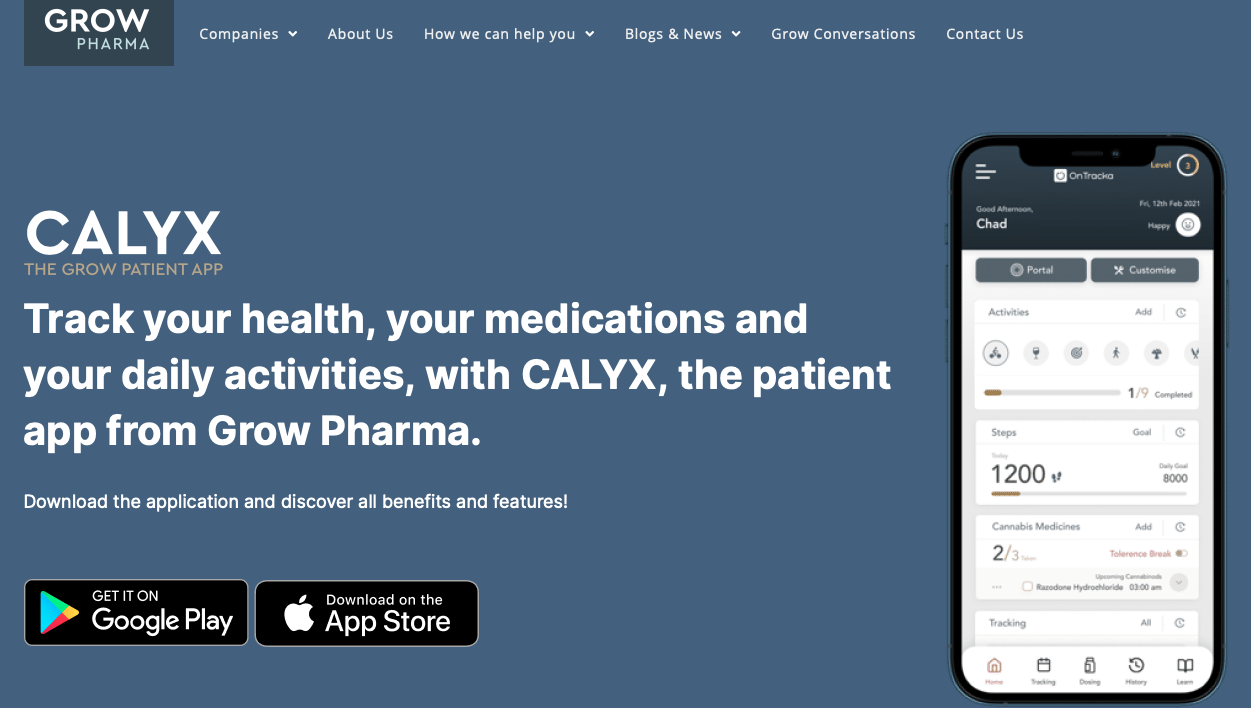 GROW
PHARMA
Companies
About Us
How we can help you
Blogs & News
Grow Conversations
Contact Us
CALYX
THE GROW PATIENT APP
Track your health, your medications and
your daily activities, with CALYX, the patient
app from Grow Pharma.
Download the application and discover all benefits and features!
GET IT ON
Google Play
Download on the
App Store
Level 3
OnTracka
Good Afternoon,
Fri, 12th Feb 2021
Chad
Happy
Portal
Customise
Activities Add
1/9 Completed
Steps Goal
Today
Daily Goal
1200
8000
Cannabis Medicines Add
2/3 Taken
Tolerence Break
Upcoming Cannabinods
Razodone Hydrochloride 03:00 am
Tracking All
Home Tracking Dosing History Learn